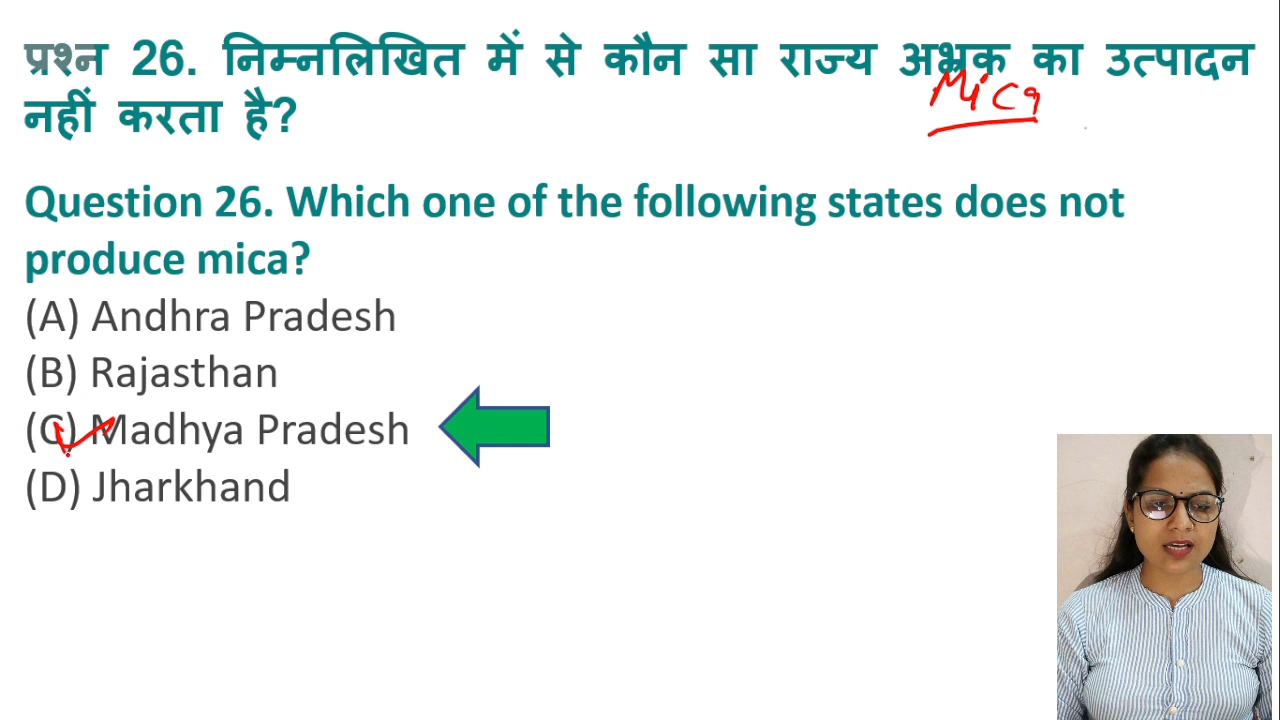 प्रश्न 26. निम्नलिखित में से कौन सा राज्य अभ्रक का उत्पादन
नहीं करता है?
Mica
Question 26. Which one of the following states does not
produce mica?
(A) Andhra Pradesh
(B) Rajasthan
(C) Madhya Pradesh
(D) Jharkhand